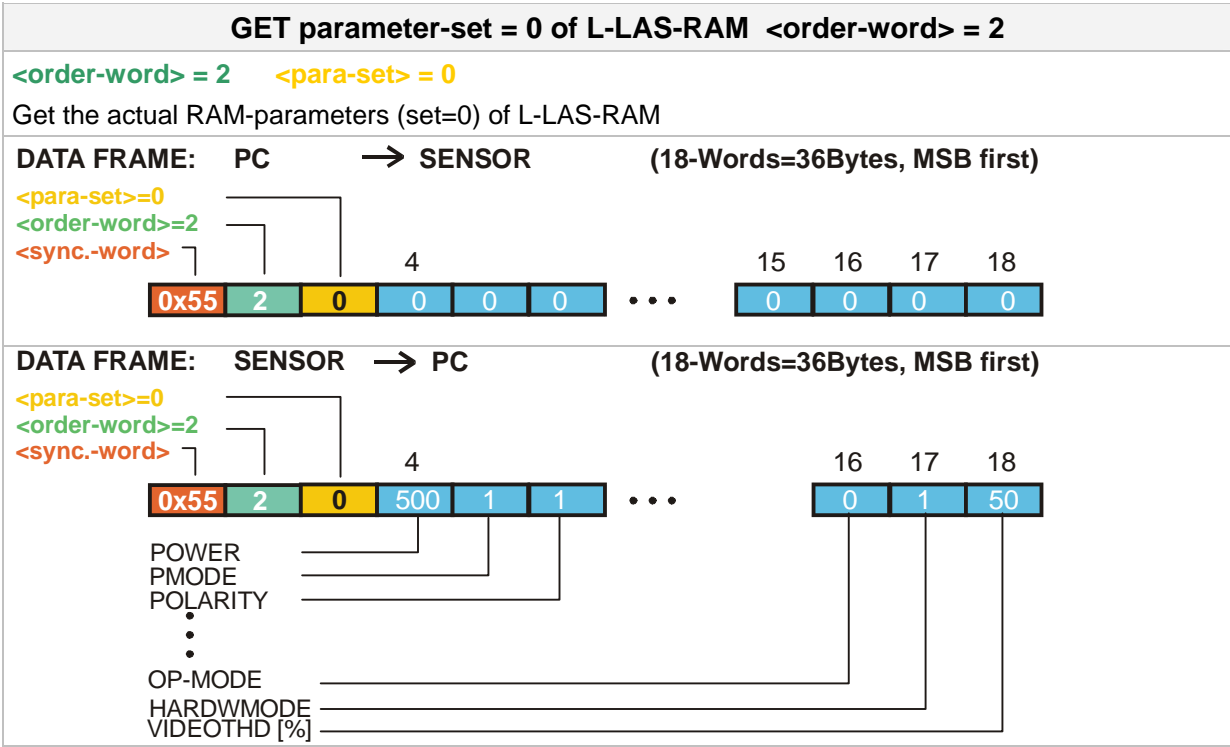 GET parameter-set = 0 of L-LAS-RAM <order-word> = 2
<order-word> = 2 <para-set> = 0
Get the actual RAM-parameters (set=0) of L-LAS-RAM
DATA FRAME: PC → SENSOR (18-Words=36Bytes, MSB first)
<para-set>=0
<order-word>=2
<sync.-word>
4 15 16 17 18
0x55 2 0 0 0 0 • • • 0 0 0 0
DATA FRAME: SENSOR → PC (18-Words=36Bytes, MSB first)
<para-set>=0
<order-word>=2
<sync.-word>
4 16 17 18
0x55 2 0 500 1 1 • • • 0 1 50
POWER
PMODE
POLARITY
•
•
•
OP-MODE
HARDWMODE
VIDEOTHD [%]